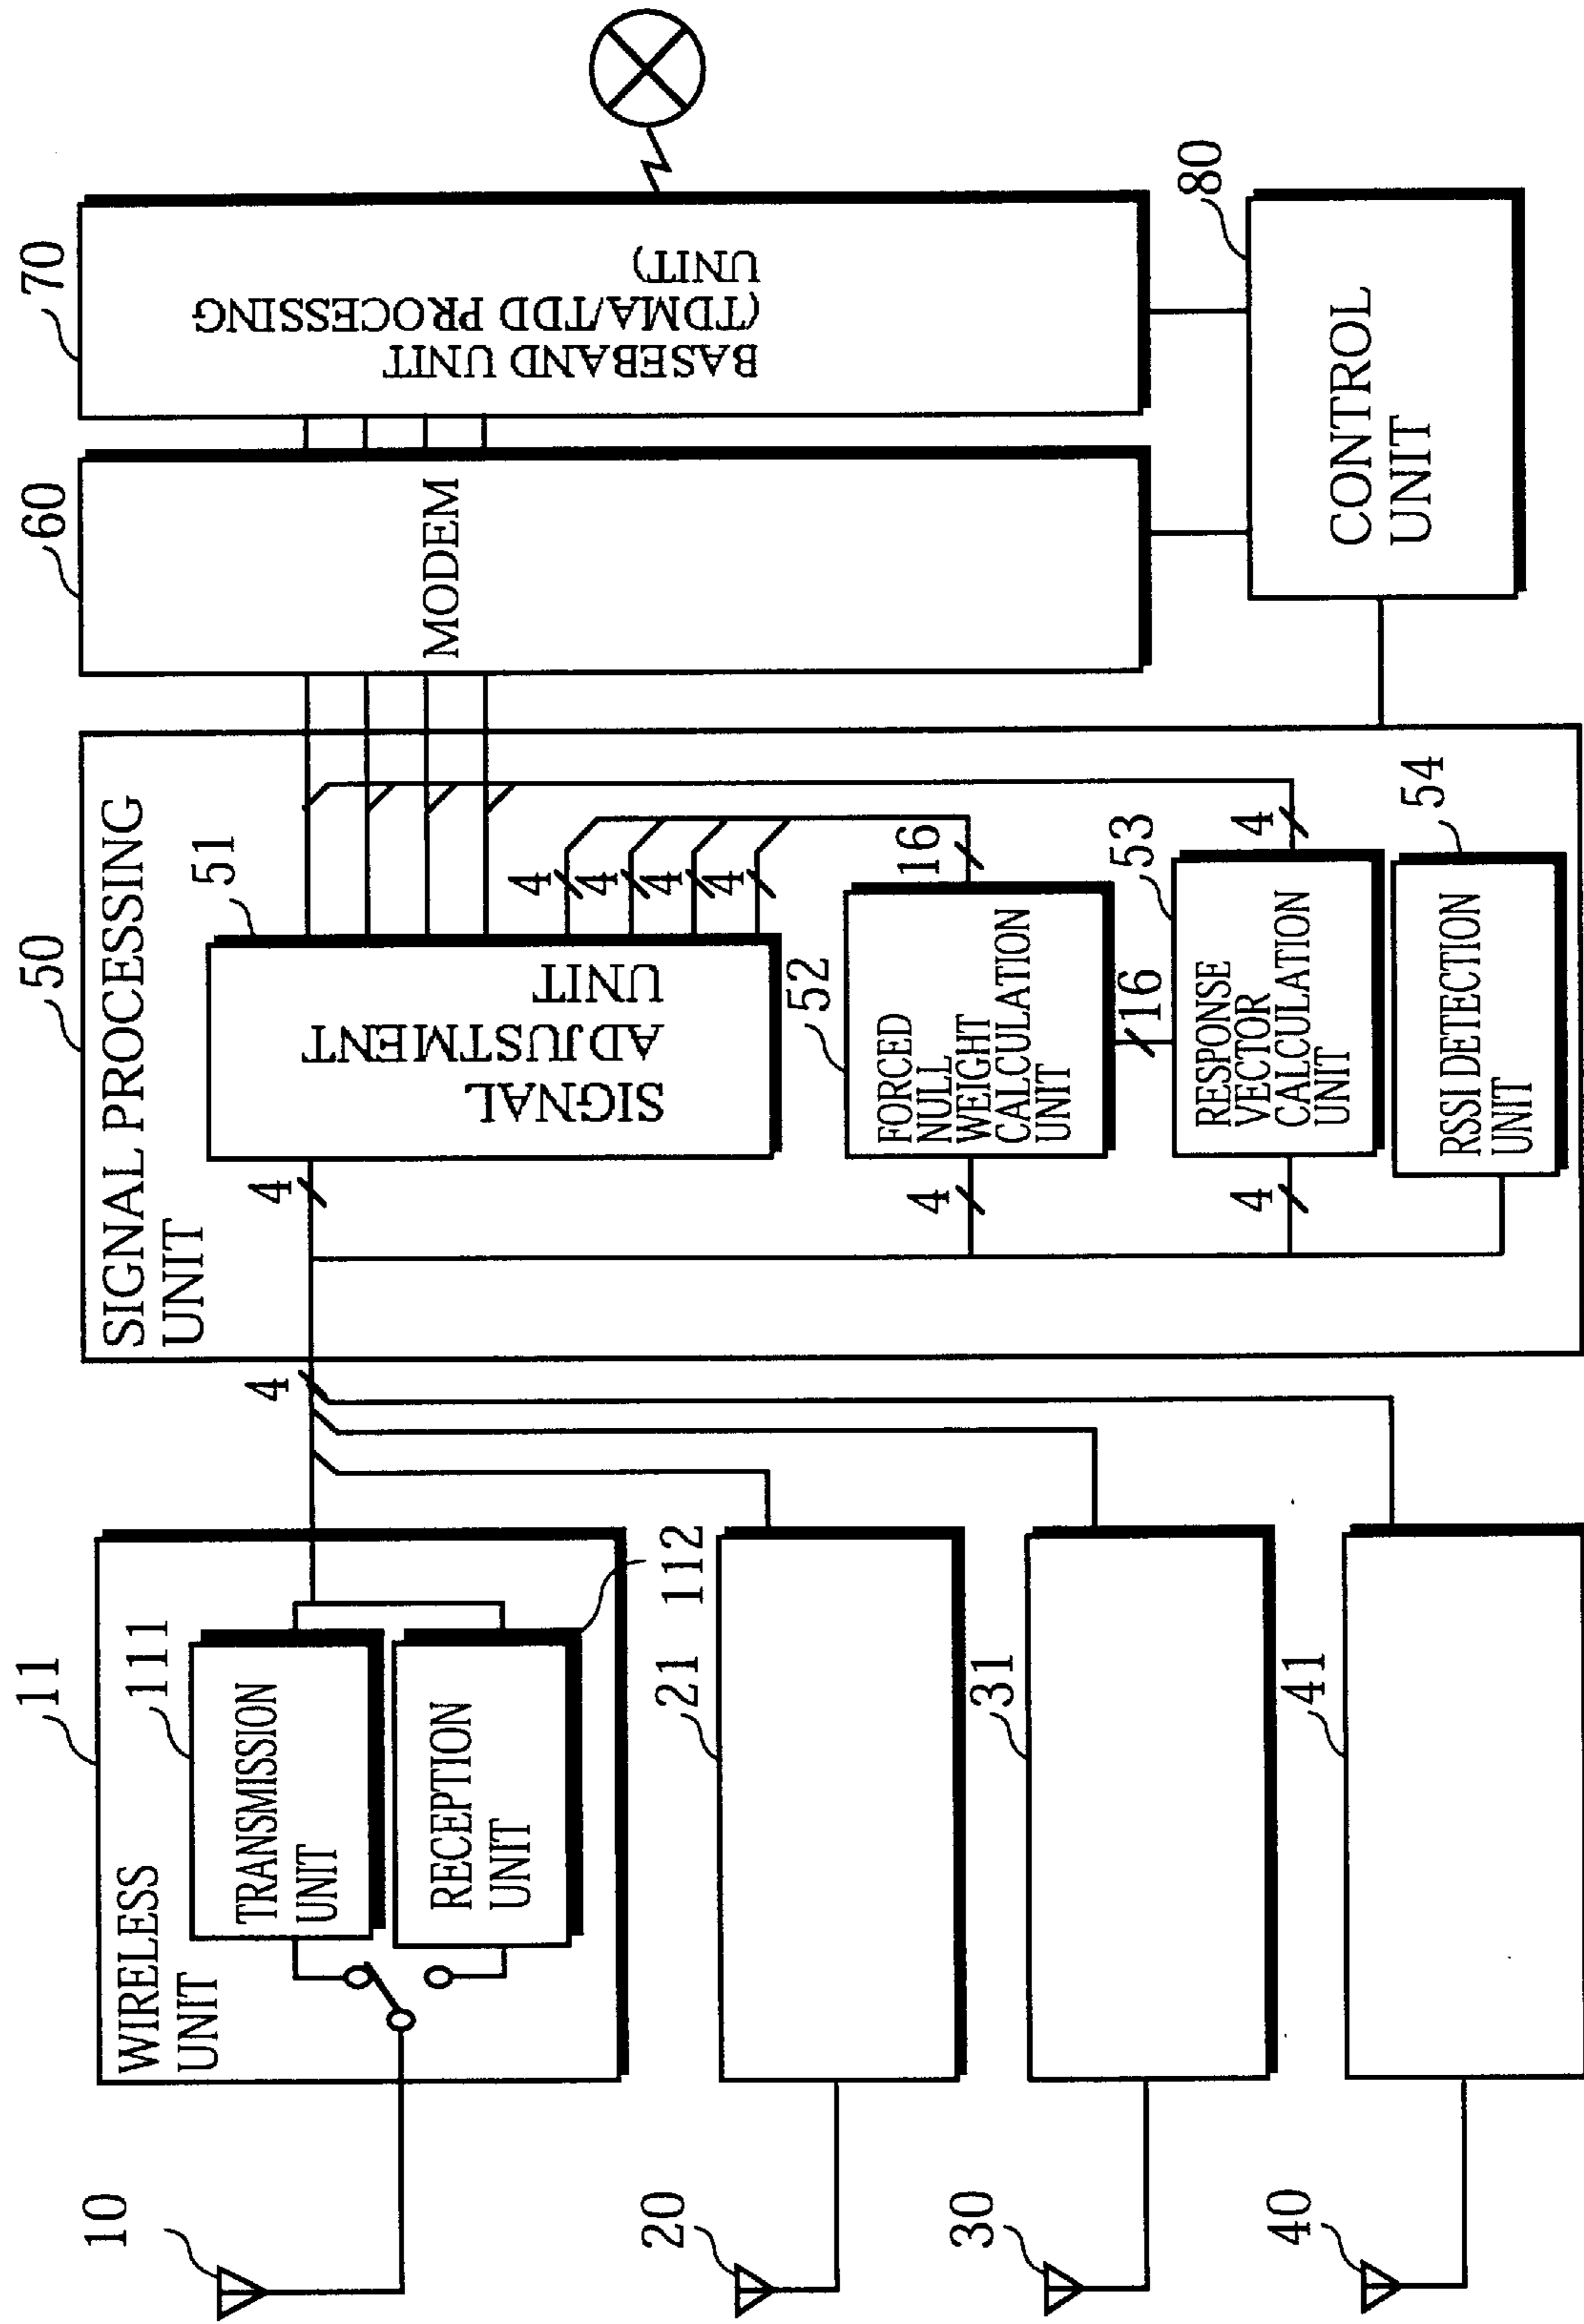 10
11
WIRELESS
UNIT
111
TRANSMISSION
UNIT
RECEPTION
UNIT
112
20
21
30
31
40
41
4
50
SIGNAL PROCESSING
UNIT
4
51
SIGNAL
ADJUSTMENT
UNIT
4
4
4
4
52
FORCED
NULL
WEIGHT
CALCULATION
UNIT
4
16
16
53
RESPONSE
VECTOR
CALCULATION
UNIT
4
4
54
RSSI DETECTION
UNIT
60
MODEM
70
BASEBAND UNIT
(TDMA/TDD PROCESSING
UNIT)
80
CONTROL
UNIT